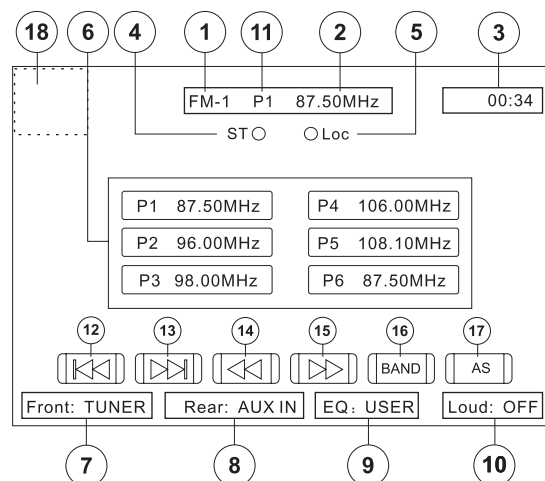 18 6 4 1 11 2 5 3
FM-1 P1 87.50MHz 00:34
ST Loc
P1 87.50MHz P4 106.00MHz
P2 96.00MHz P5 108.10MHz
P3 98.00MHz P6 87.50MHz
12 13 14 15 16 17
BAND AS
Front: TUNER Rear: AUX IN EQ: USER Loud: OFF
7 8 9 10